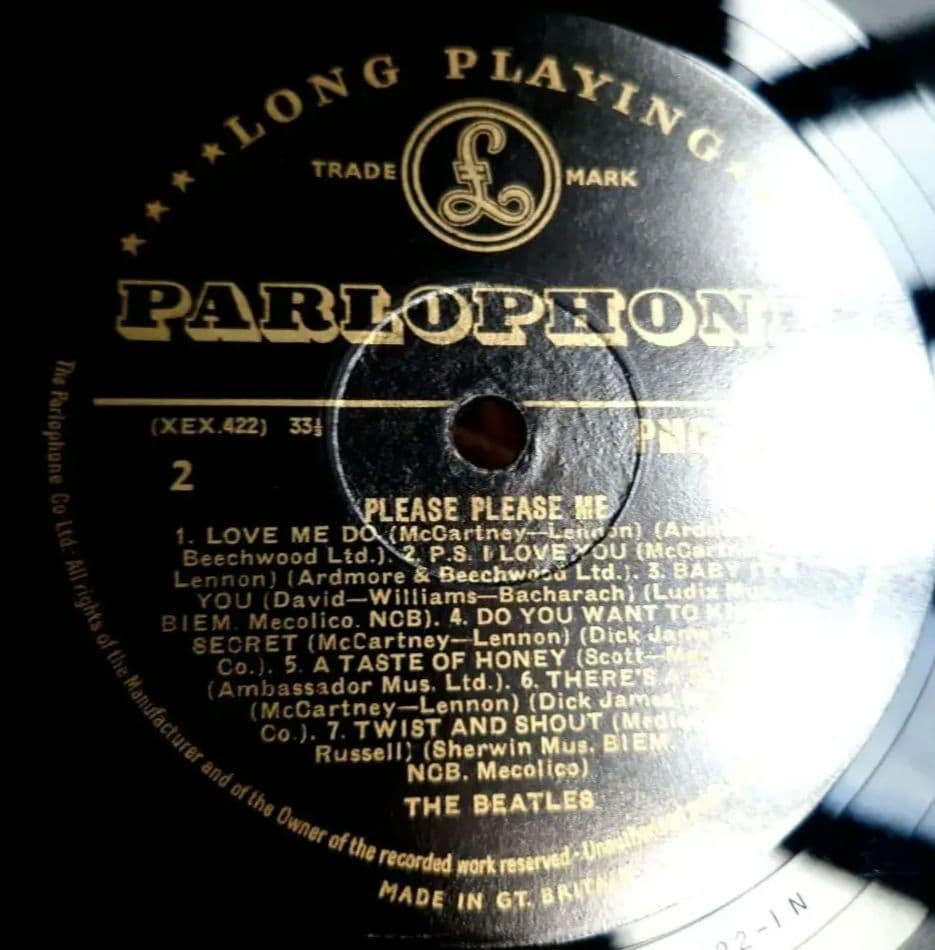 ★★★★ LONG PLAYING
TRADE £ MARK
PARLOPHON
(XEX.422) 33⅓ PMC
2
PLEASE PLEASE ME
1. LOVE ME DO (McCartney—Lennon)
Beechwood Ltd.). 2. P.S. I LOVE YOU
Lennon) (Ardmore & Beechwood Ltd.). 3. BABY
YOU (David—Williams—Bacharach) (Ludix
BIEM. Mecolico. NCB). 4. DO YOU WANT TO
SECRET (McCartney—Lennon) (Dick
Co.). 5. A TASTE OF HONEY (Scott—
(Ambassador Mus. Ltd.). 6. THERE'S A
(McCartney—Lennon) (Dick James
Co.). 7. TWIST AND SHOUT
Russell) (Sherwin Mus. BIEM.
NCB. Mecolico)
THE BEATLES
The Parlophone Co Ltd· All rights of the Manufacturer and of the Owner of the recorded work reserved ·
MADE IN GT. BRITAIN
22-1N